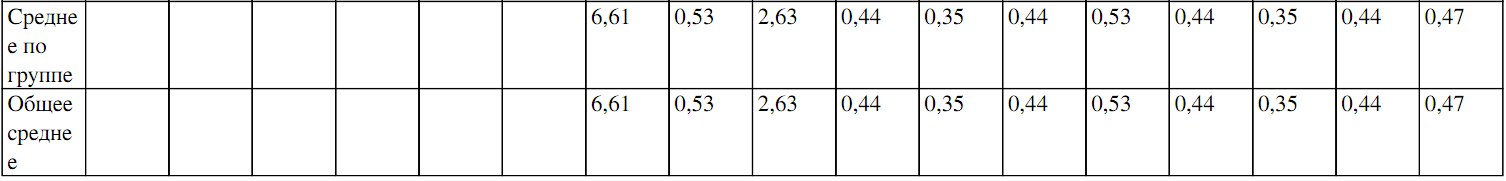 Средне 6,61 0,53 2,63 0,44 0,35 0,44 0,53 0,44 0,35 0,44 0,47
е по
группе
Общее 6,61 0,53 2,63 0,44 0,35 0,44 0,53 0,44 0,35 0,44 0,47
средне
е